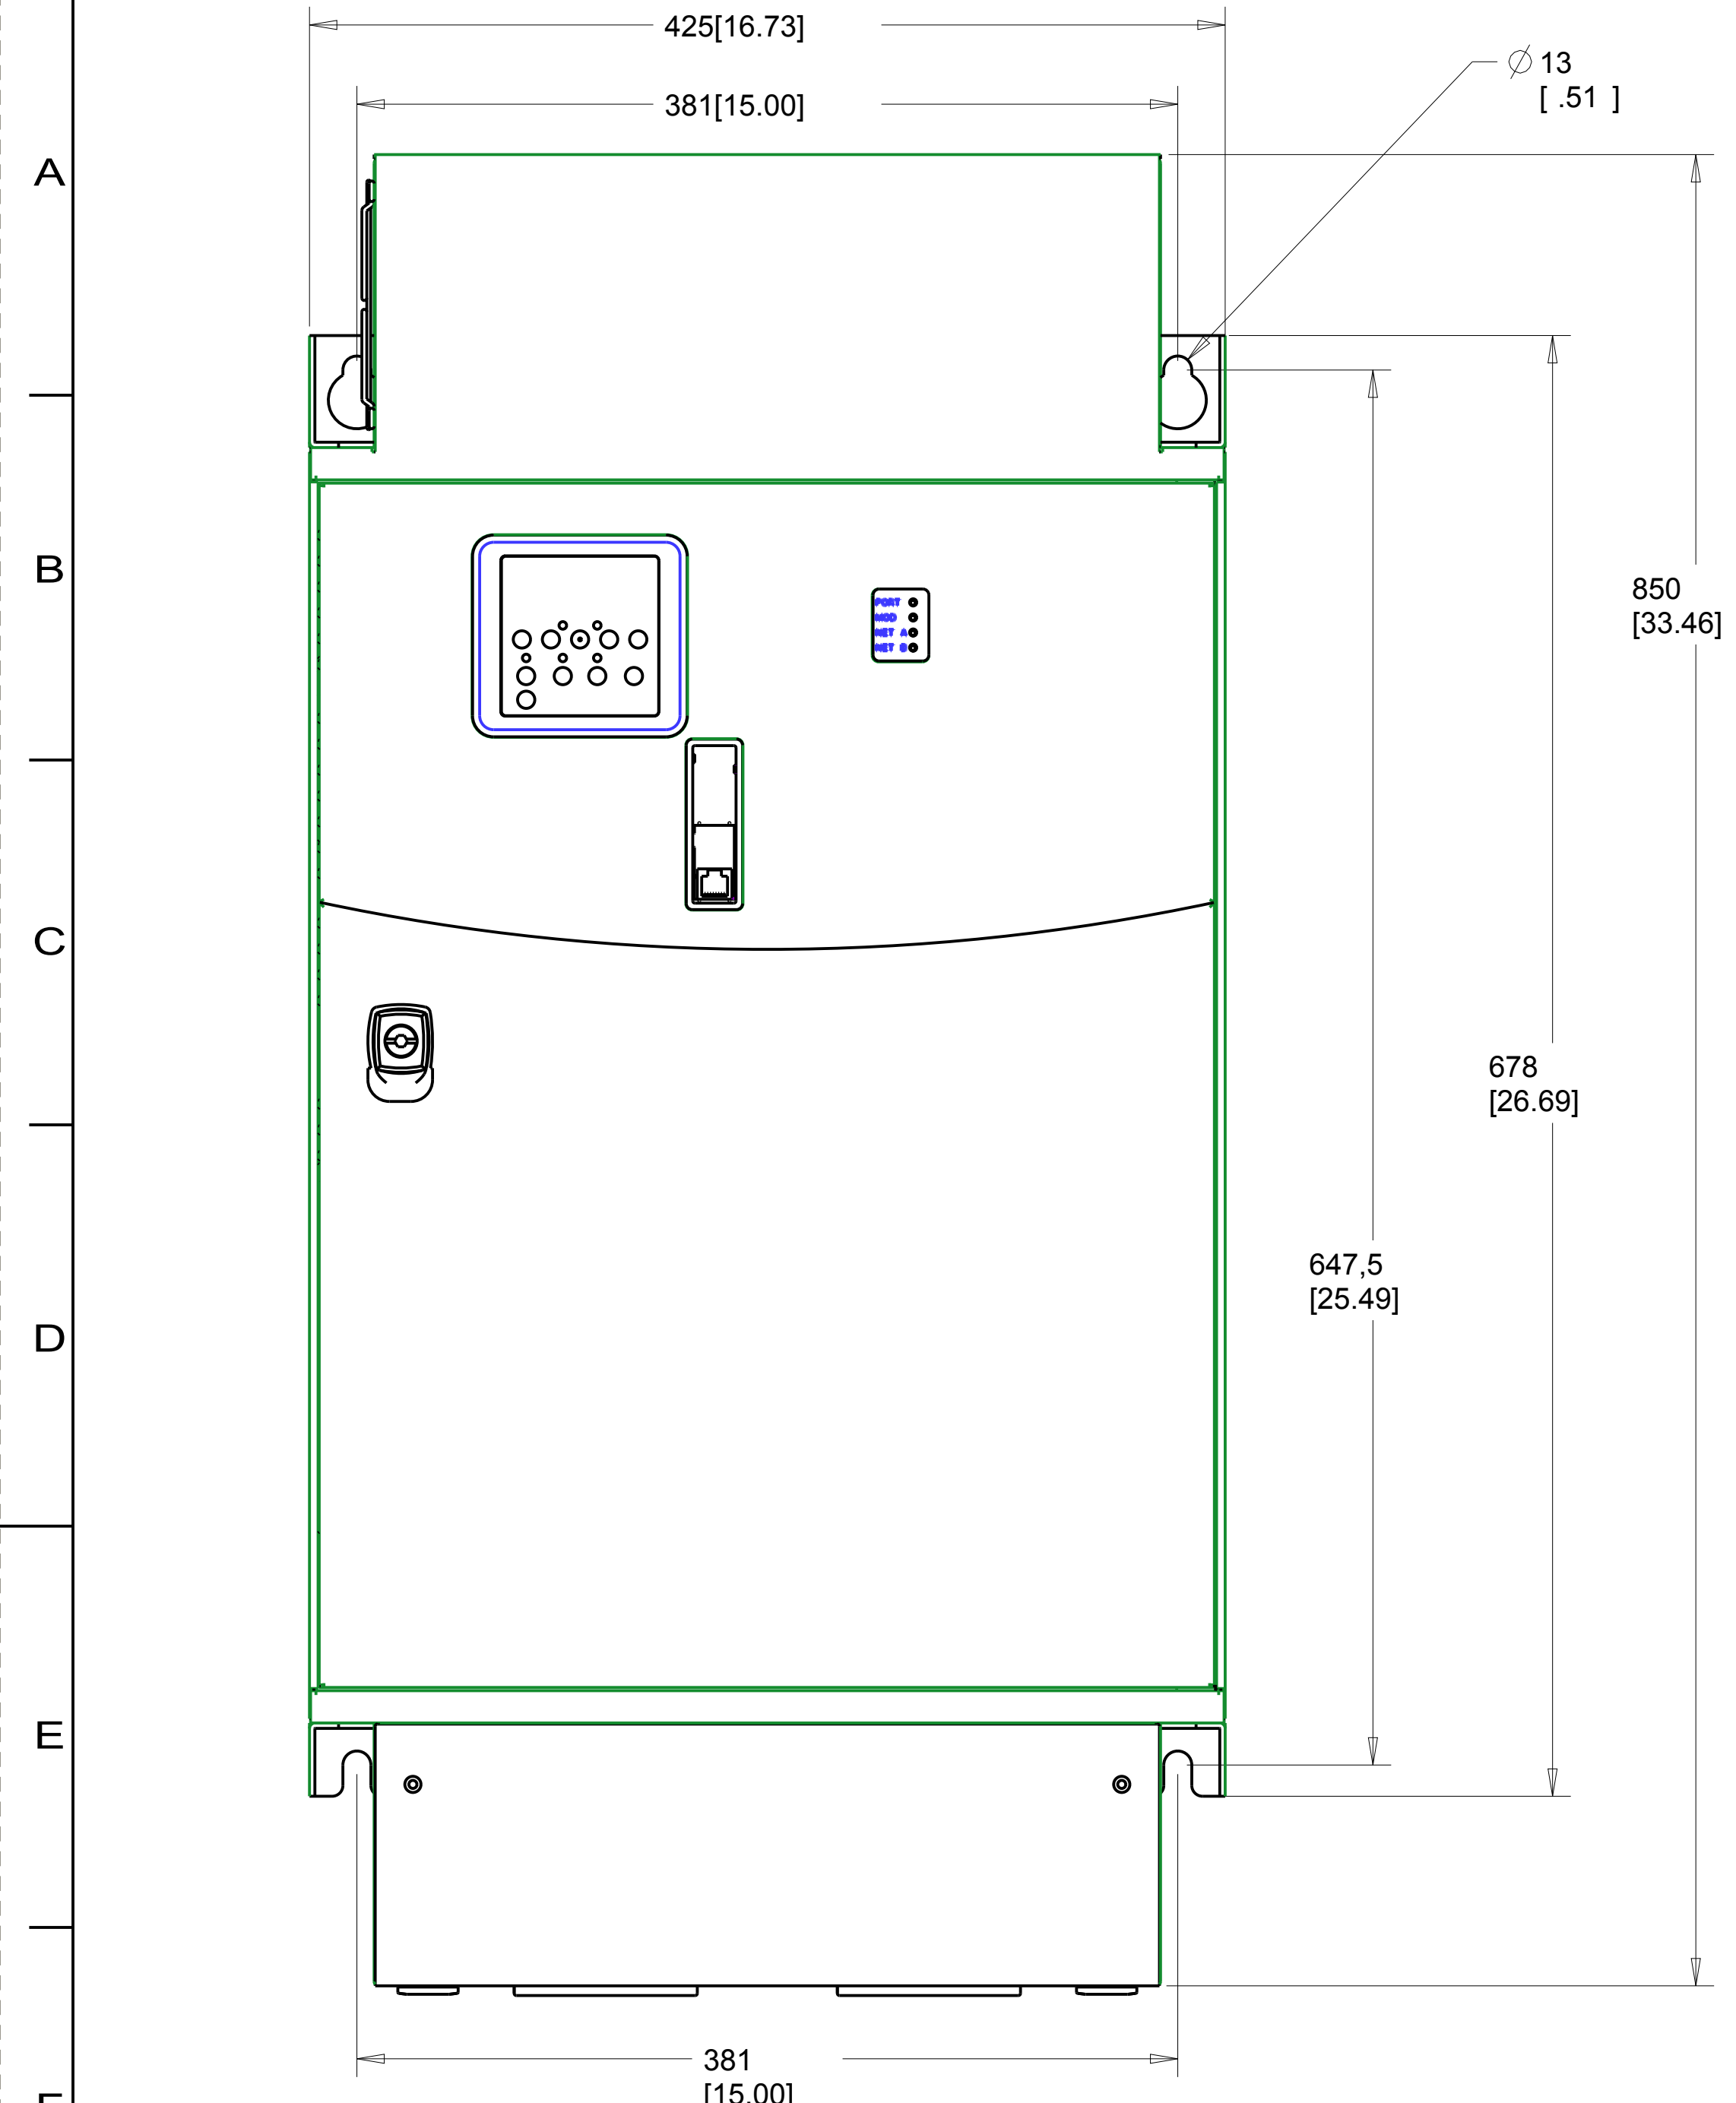 425[16.73]
381[15.00]
13
[ .51 ]
A
B
PORT
MOD
NET A
NET B
850
[33.46]
C
678
[26.69]
647,5
[25.49]
D
E
381
[15.00]